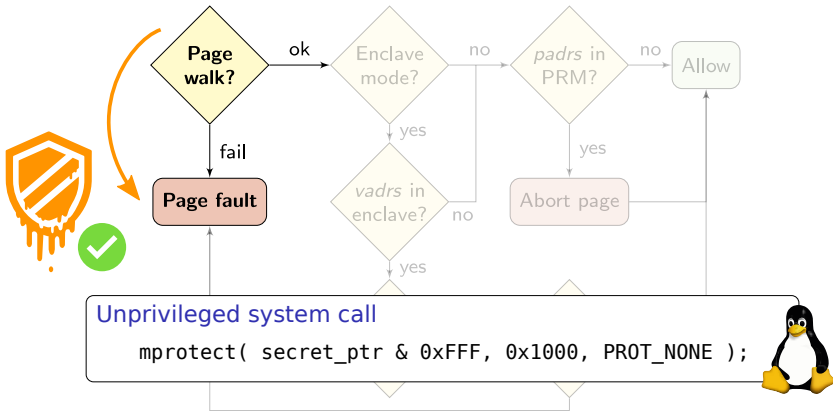 Page
walk?
ok
Enclave
mode?
no
padrs in
PRM?
no
Allow
fail
yes
yes
Page fault
vadrs in
enclave?
no
Abort page
yes
Unprivileged system call
mprotect( secret_ptr & 0xFFF, 0x1000, PROT_NONE );